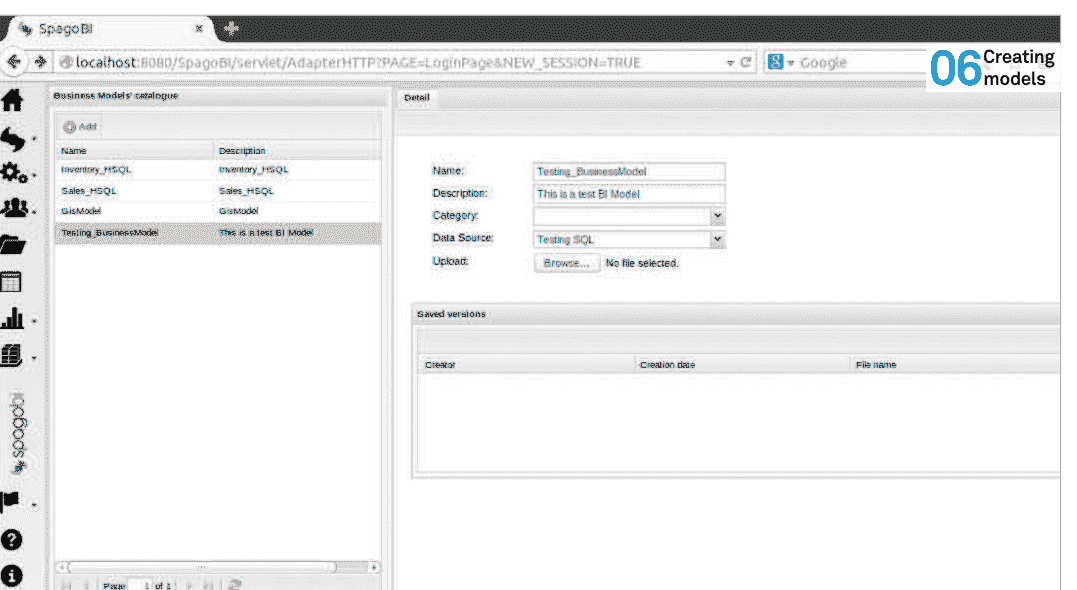 SpagoBI
localhost:8080/SpagoBI/servlet/AdapterHTTP?PAGE=LoginPage&NEW_SESSION=TRUE
Google
06 Creating
models
Business Models' catalogue
Detail
Add
Name Description
Inventory_HSQL Inventory_HSQL
Sales_HSQL Sales_HSQL
GisModel GisModel
Testing_BusinessModel This is a test BI Model
Name: Testing_BusinessModel
Description: This is a test BI Model
Category:
Data Source: Testing SQL
Upload: Browse... No file selected.
Saved versions
Creator Creation date File name
spagobi
Page 1 of 1